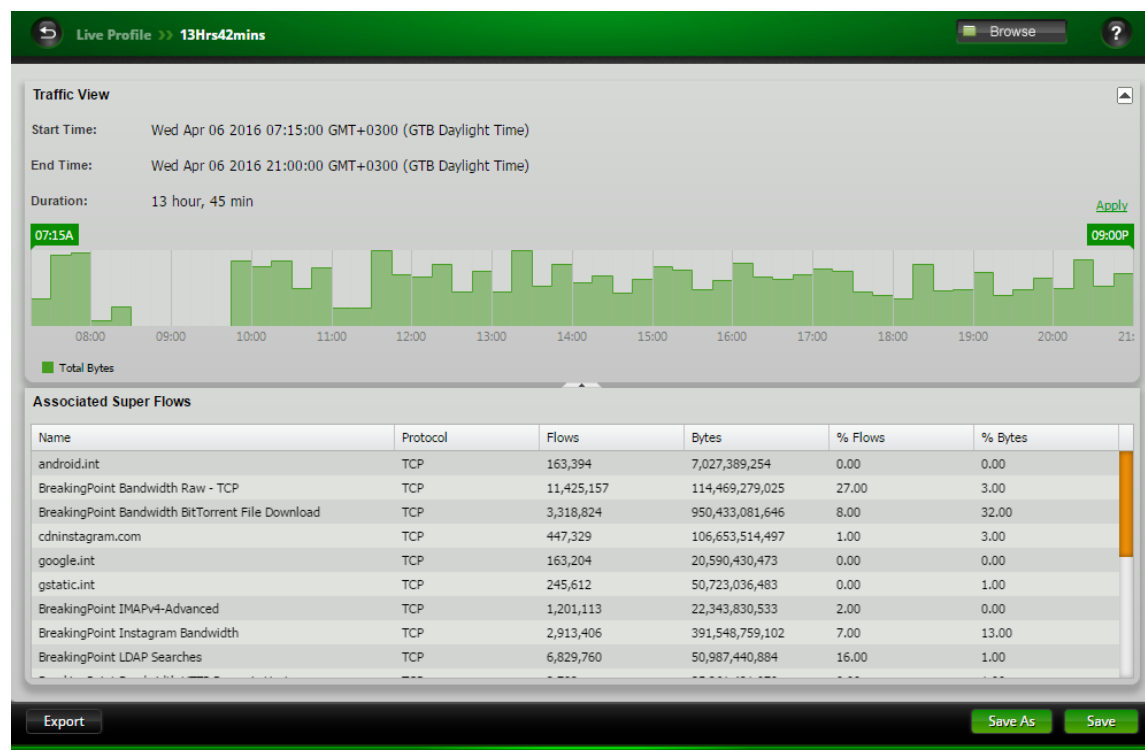 Live Profile >> 13Hrs42mins
Browse
?
Traffic View
Start Time: Wed Apr 06 2016 07:15:00 GMT+0300 (GTB Daylight Time)
End Time: Wed Apr 06 2016 21:00:00 GMT+0300 (GTB Daylight Time)
Duration: 13 hour, 45 min
Apply
07:15A 09:00P
08:00 09:00 10:00 11:00 12:00 13:00 14:00 15:00 16:00 17:00 18:00 19:00 20:00 21:
Total Bytes
Associated Super Flows
Name Protocol Flows Bytes % Flows % Bytes
android.int TCP 163,394 7,027,389,254 0.00 0.00
BreakingPoint Bandwidth Raw - TCP TCP 11,425,157 114,469,279,025 27.00 3.00
BreakingPoint Bandwidth BitTorrent File Download TCP 3,318,824 950,433,081,646 8.00 32.00
cdninstagram.com TCP 447,329 106,653,514,497 1.00 3.00
google.int TCP 163,204 20,590,430,473 0.00 0.00
gstatic.int TCP 245,612 50,723,036,483 0.00 1.00
BreakingPoint IMAPv4-Advanced TCP 1,201,113 22,343,830,533 2.00 0.00
BreakingPoint Instagram Bandwidth TCP 2,913,406 391,548,759,102 7.00 13.00
BreakingPoint LDAP Searches TCP 6,829,760 50,987,440,884 16.00 1.00
Export
Save As
Save